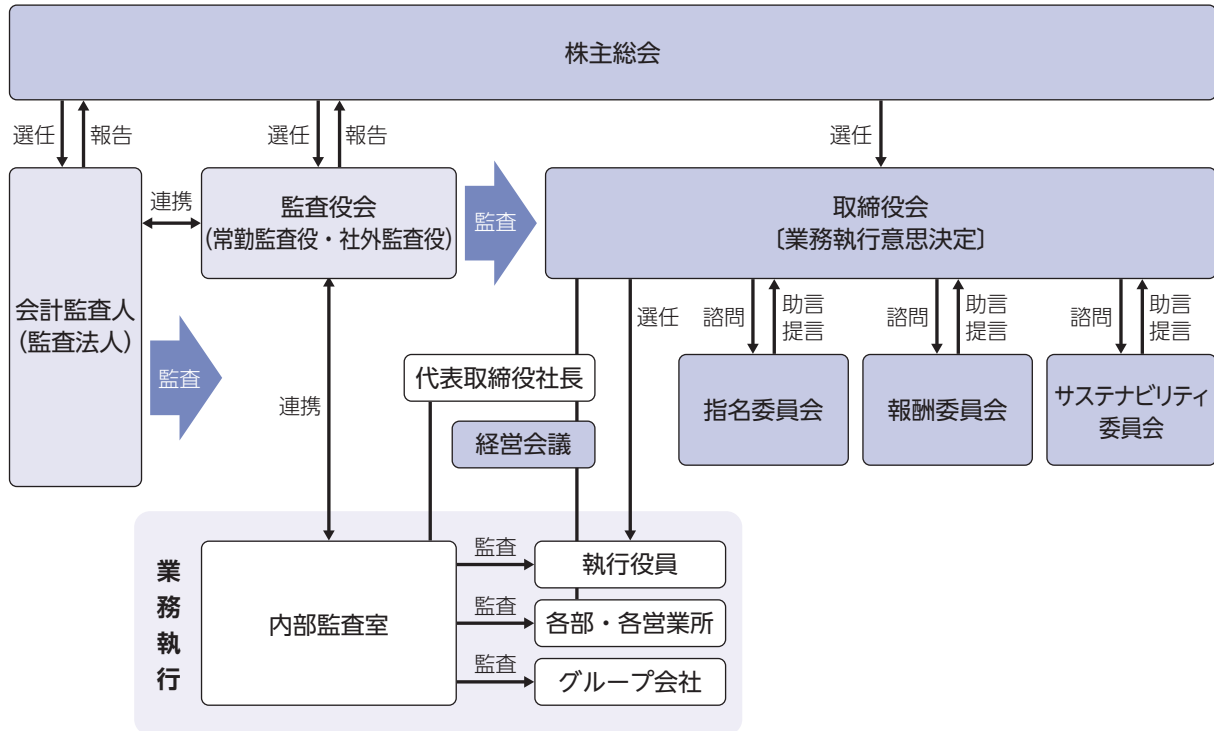 株主総会
選任
報告
選任
報告
選任
連携
監査役会
(常勤監査役・社外監査役)
監査
取締役会
〔業務執行意思決定〕
会計監査人
(監査法人)
監査
連携
選任
諮問
助言
提言
諮問
助言
提言
諮問
助言
提言
代表取締役社長
経営会議
指名委員会
報酬委員会
サステナビリティ
委員会
業務執行
内部監査室
監査
執行役員
監査
各部・各営業所
監査
グループ会社